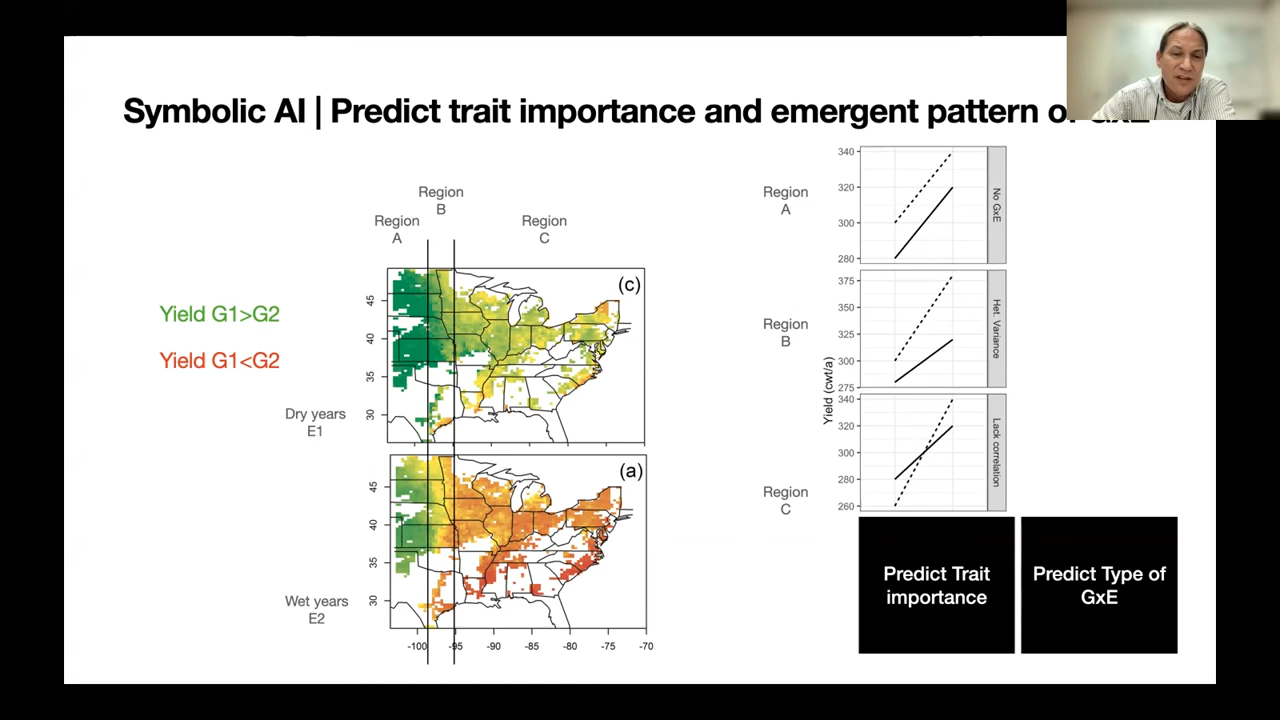 Symbolic AI | Predict trait importance and emergent pattern of GxE
Region
B
Region
A
Region
C
Yield G1>G2
Yield G1<G2
Dry years
E1
(c)
45
40
35
30
Wet years
E2
(a)
45
40
35
30
-100
-95
-90
-85
-80
-75
-70
Region
A
340
320
300
280
No GxE
Region
B
375
350
325
300
275
Het. Variance
Yield (cwt/a)
Region
C
340
320
300
280
260
Lack correlation
Predict Trait
importance
Predict Type of
GxE